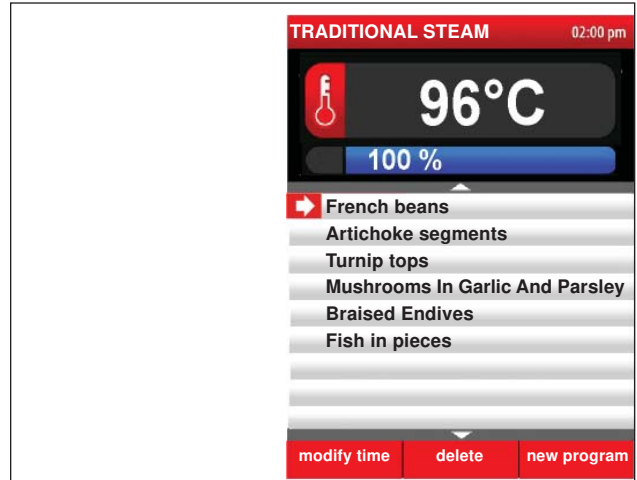 TRADITIONAL STEAM 02:00 pm
96°C
100 %
French beans
Artichoke segments
Turnip tops
Mushrooms In Garlic And Parsley
Braised Endives
Fish in pieces
modify time delete new program